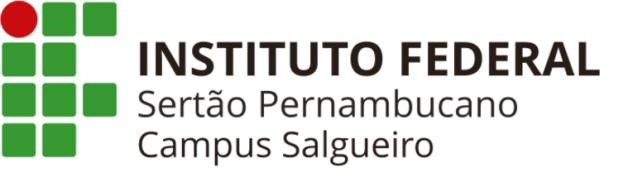 INSTITUTO FEDERAL
Sertão Pernambucano
Campus Salgueiro